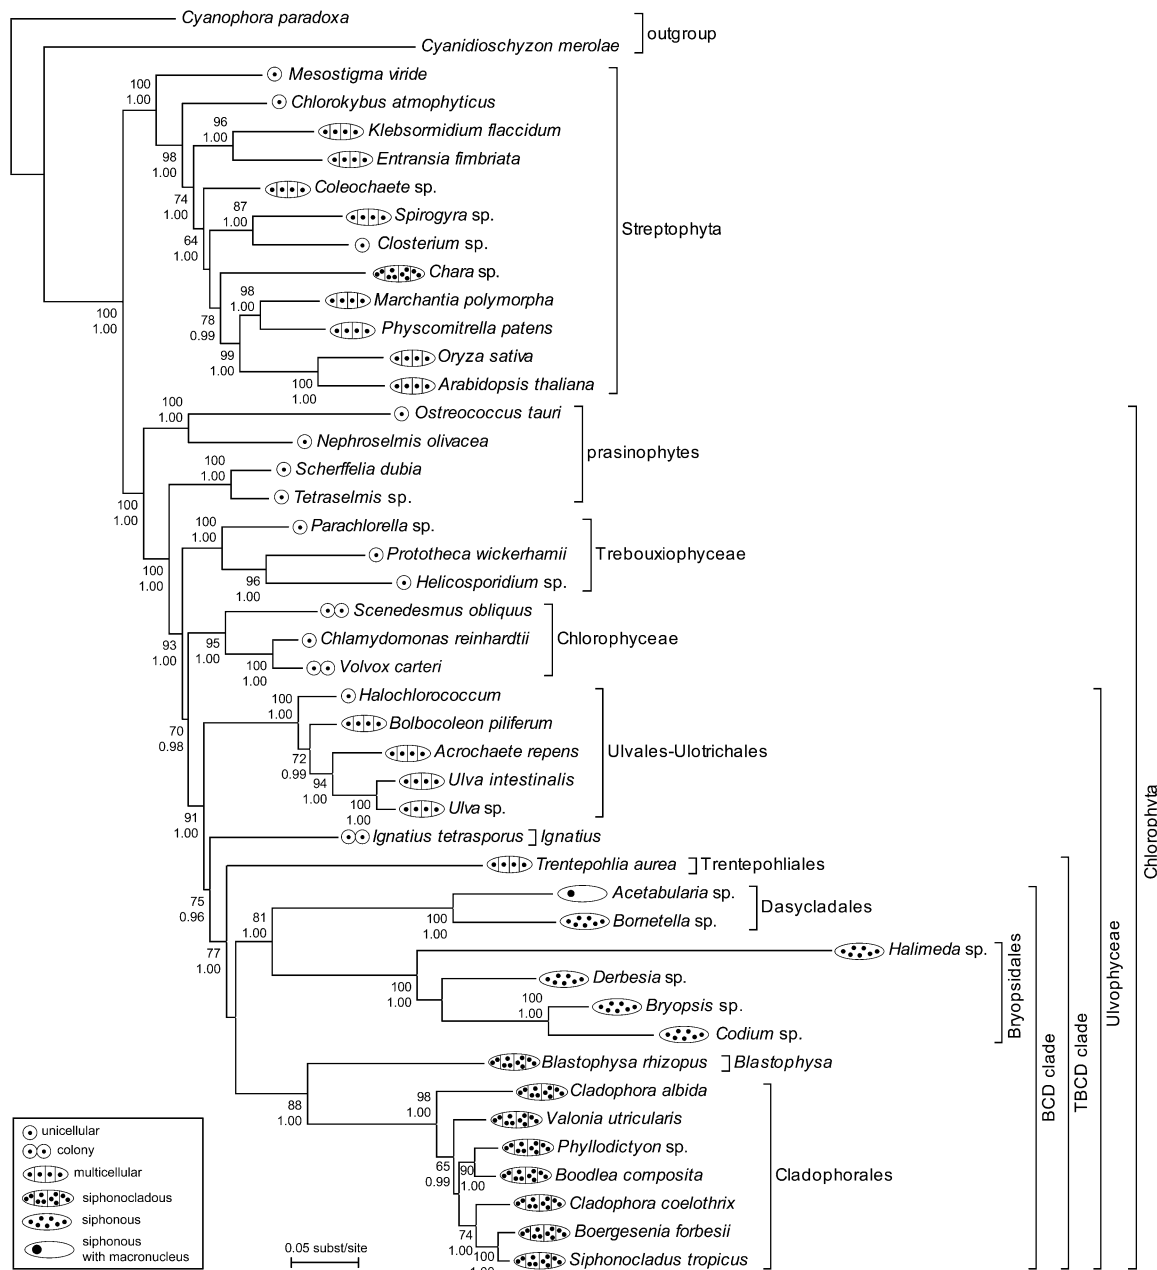 Cyanophora paradoxa
outgroup
Cyanidioschyzon merolae
Mesostigma viride
100
1.00
Chlorokybus atmophyticus
96
1.00
Klebsormidium flaccidum
98
1.00
Entransia fimbriata
Coleochaete sp.
74
1.00
87
1.00
Spirogyra sp.
Streptophyta
64
1.00
Closterium sp.
Chara sp.
98
1.00
Marchantia polymorpha
100
1.00
78
0.99
Physcomitrella patens
99
1.00
Oryza sativa
100
1.00
Arabidopsis thaliana
100
1.00
Ostreococcus tauri
Nephroselmis olivacea
prasinophytes
100
1.00
Scherffelia dubia
Tetraselmis sp.
100
1.00
100
1.00
Parachlorella sp.
Prototheca wickerhamii
Trebouxiophyceae
100
1.00
96
1.00
Helicosporidium sp.
Scenedesmus obliquus
93
1.00
95
1.00
Chlamydomonas reinhardtii
Chlorophyceae
100
1.00
Volvox carteri
100
1.00
Halochlorococcum
70
0.98
Bolbocoleon piliferum
72
0.99
Acrochaete repens
Ulvales-Ulotrichales
94
1.00
Ulva intestinalis
100
1.00
Ulva sp.
91
1.00
Ignatius tetrasporus
Ignatius
Trentepohlia aurea
Trentepohliales
Acetabularia sp.
75
0.96
81
1.00
100
1.00
Bornetella sp.
Dasycladales
77
1.00
Halimeda sp.
100
1.00
Derbesia sp.
100
1.00
Bryopsis sp.
Codium sp.
Bryopsidales
Blastophysa rhizopus
Blastophysa
88
1.00
98
1.00
Cladophora albida
Valonia utricularis
65
0.99
90
1.00
Phyllodictyon sp.
Boodlea composita
Cladophorales
Cladophora coelothrix
74
1.00
Boergesenia forbesii
100
1.00
Siphonocladus tropicus
BCD clade
TBCD clade
Ulvophyceae
Chlorophyta
unicellular
colony
multicellular
siphonocladous
siphonous
siphonous
with macronucleus
0.05 subst/site